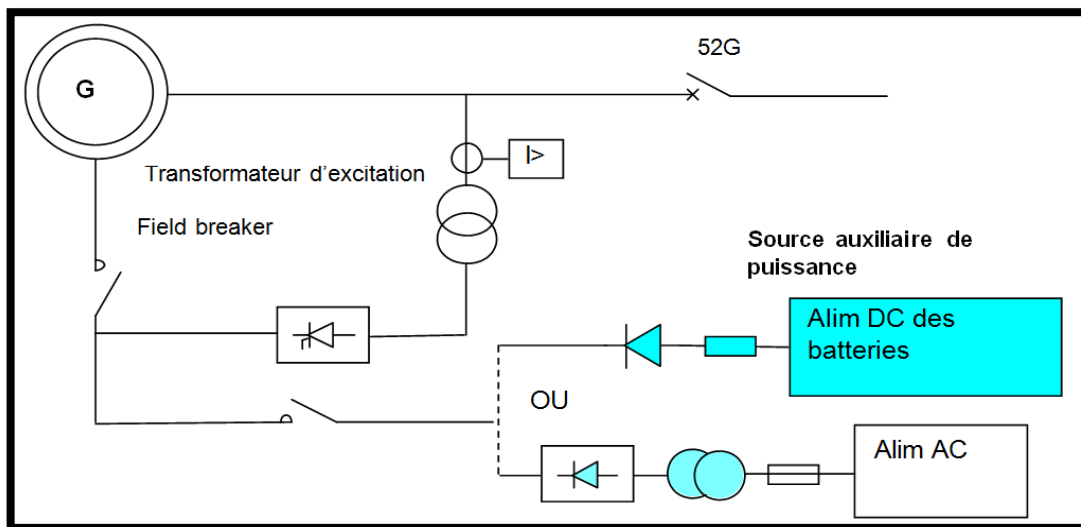 52G
G
I>
Transformateur d'excitation
Field breaker
Source auxiliaire de
puissance
Alim DC des
batteries
OU
Alim AC